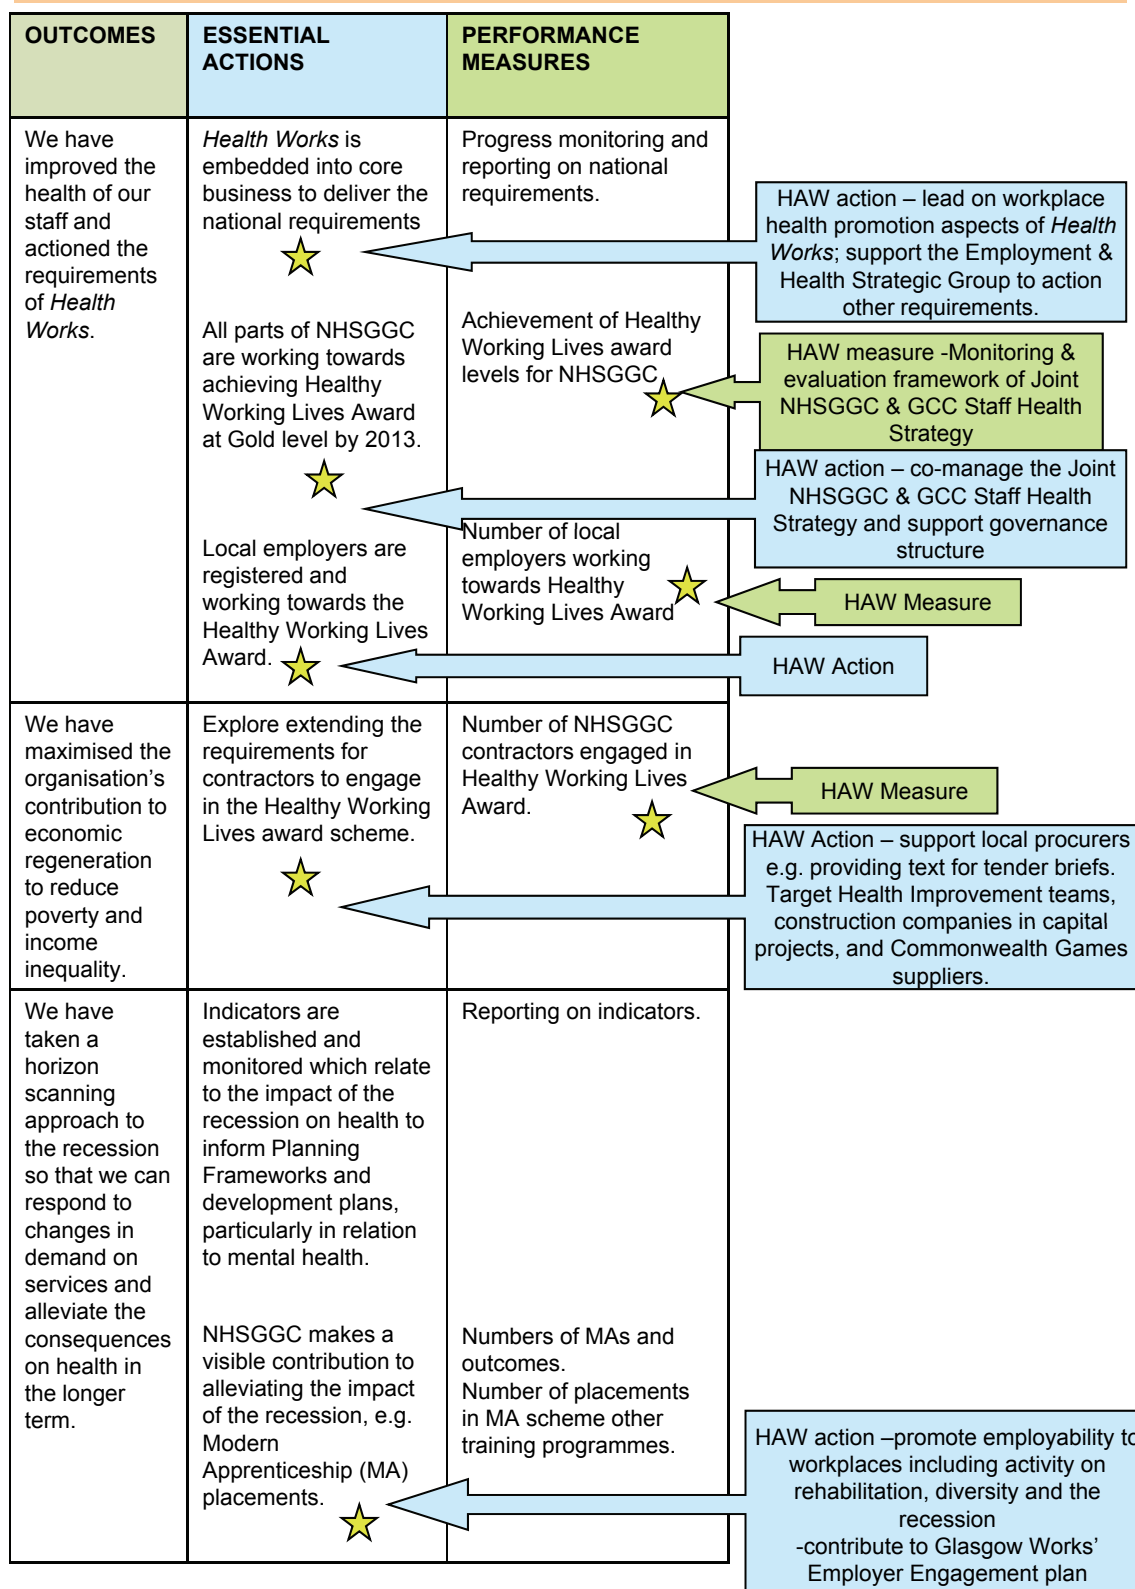 OUTCOMES
ESSENTIAL
ACTIONS
PERFORMANCE
MEASURES
We have
improved the
health of our
staff and
actioned the
requirements
of Health
Works.
Health Works is
embedded into core
business to deliver the
national requirements
All parts of NHSGGC
are working towards
achieving Healthy
Working Lives Award
at Gold level by 2013.
Local employers are
registered and
working towards the
Healthy Working Lives
Award.
Progress monitoring and
reporting on national
requirements.
Achievement of Healthy
Working Lives award
levels for NHSGGC
Number of local
employers working
towards Healthy
Working Lives Award
HAW action – lead on workplace
health promotion aspects of Health
Works; support the Employment &
Health Strategic Group to action
other requirements.
HAW measure -Monitoring &
evaluation framework of Joint
NHSGGC & GCC Staff Health
Strategy
HAW action – co-manage the Joint
NHSGGC & GCC Staff Health
Strategy and support governance
structure
HAW Measure
HAW Action
We have
maximised the
organisation's
contribution to
economic
regeneration
to reduce
poverty and
income
inequality.
Explore extending the
requirements for
contractors to engage
in the Healthy Working
Lives award scheme.
Number of NHSGGC
contractors engaged in
Healthy Working Lives
Award.
HAW Measure
HAW Action – support local procurers
e.g. providing text for tender briefs.
Target Health Improvement teams,
construction companies in capital
projects, and Commonwealth Games
suppliers.
We have
taken a
horizon
scanning
approach to
the recession
so that we can
respond to
changes in
demand on
services and
alleviate the
consequences
on health in
the longer
term.
Indicators are
established and
monitored which relate
to the impact of the
recession on health to
inform Planning
Frameworks and
development plans,
particularly in relation
to mental health.
NHSGGC makes a
visible contribution to
alleviating the impact
of the recession, e.g.
Modern
Apprenticeship (MA)
placements.
Reporting on indicators.
Numbers of MAs and
outcomes.
Number of placements
in MA scheme other
training programmes.
HAW action –promote employability to
workplaces including activity on
rehabilitation, diversity and the
recession
-contribute to Glasgow Works'
Employer Engagement plan